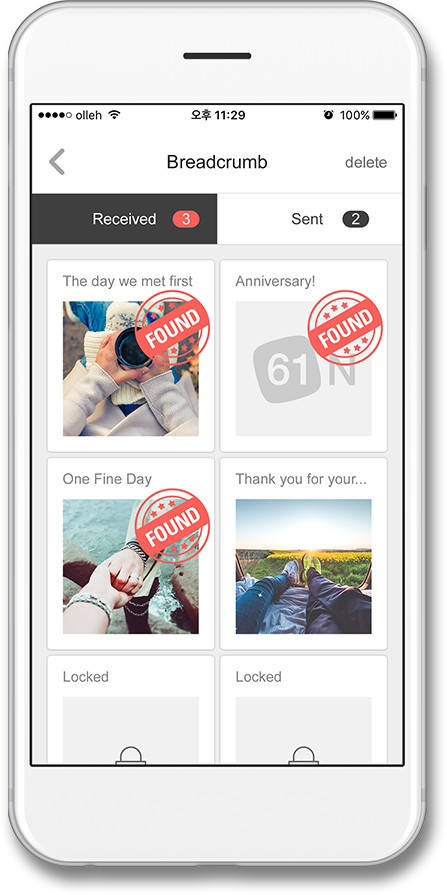 olleh 오후 11:29 100%
Breadcrumb delete
Received 3 Sent 2
The day we met first Anniversary!
FOUND FOUND
61 N
One Fine Day Thank you for your...
FOUND
Locked Locked